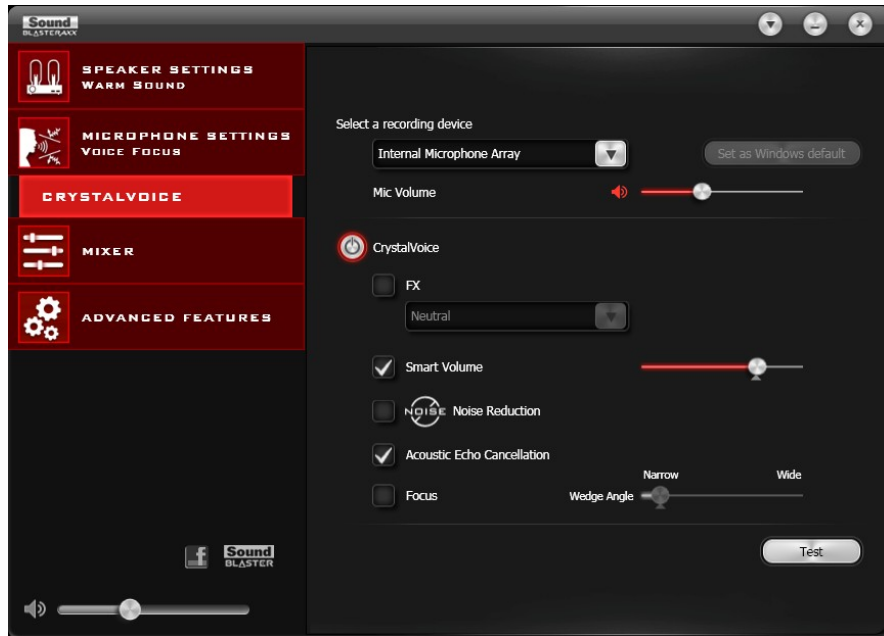 Sound
BLASTERAXX
SPEAKER SETTINGS
WARM SOUND
MICROPHONE SETTINGS
VOICE FOCUS
CRYSTALVOICE
MIXER
ADVANCED FEATURES
Sound
BLASTER
Select a recording device
Internal Microphone Array
Set as Windows default
Mic Volume
CrystalVoice
FX
Neutral
Smart Volume
NOISE Noise Reduction
Acoustic Echo Cancellation
Narrow Wide
Focus Wedge Angle
Test